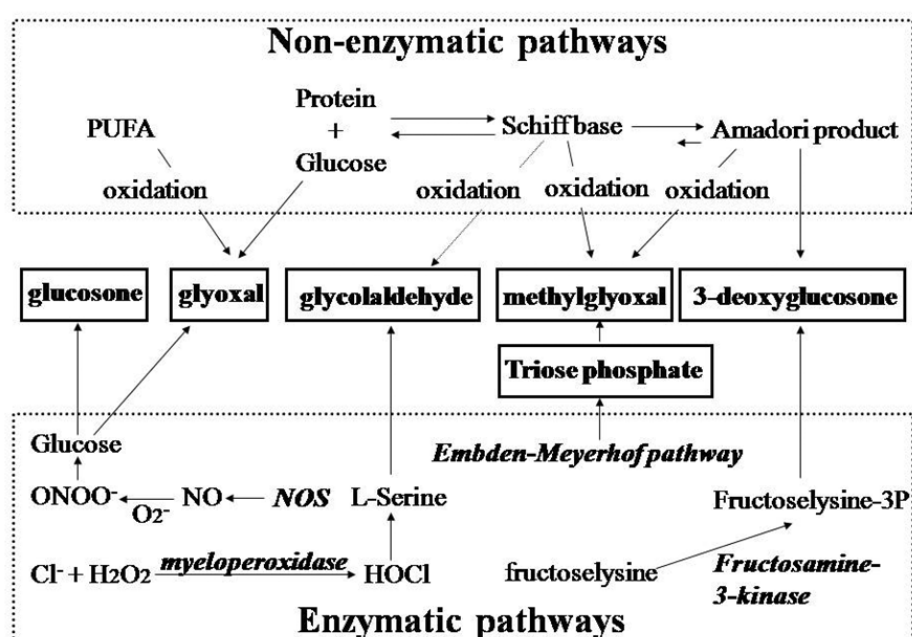 Non-enzymatic pathways
Protein
PUFA
+
Schiff base
Amadori product
Glucose
oxidation
oxidation
oxidation
oxidation
glucosone
glyoxal
glycolaldehyde
methylglyoxal
3-deoxyglucosone
Triose phosphate
Glucose
Embden-Meyerhof pathway
ONOO⁻
O₂⁻
NO
NOS
L-Serine
Fructoselysine-3P
Cl⁻ + H₂O₂
myeloperoxidase
HOCl
fructoselysine
Fructosamine-
3-kinase
Enzymatic pathways